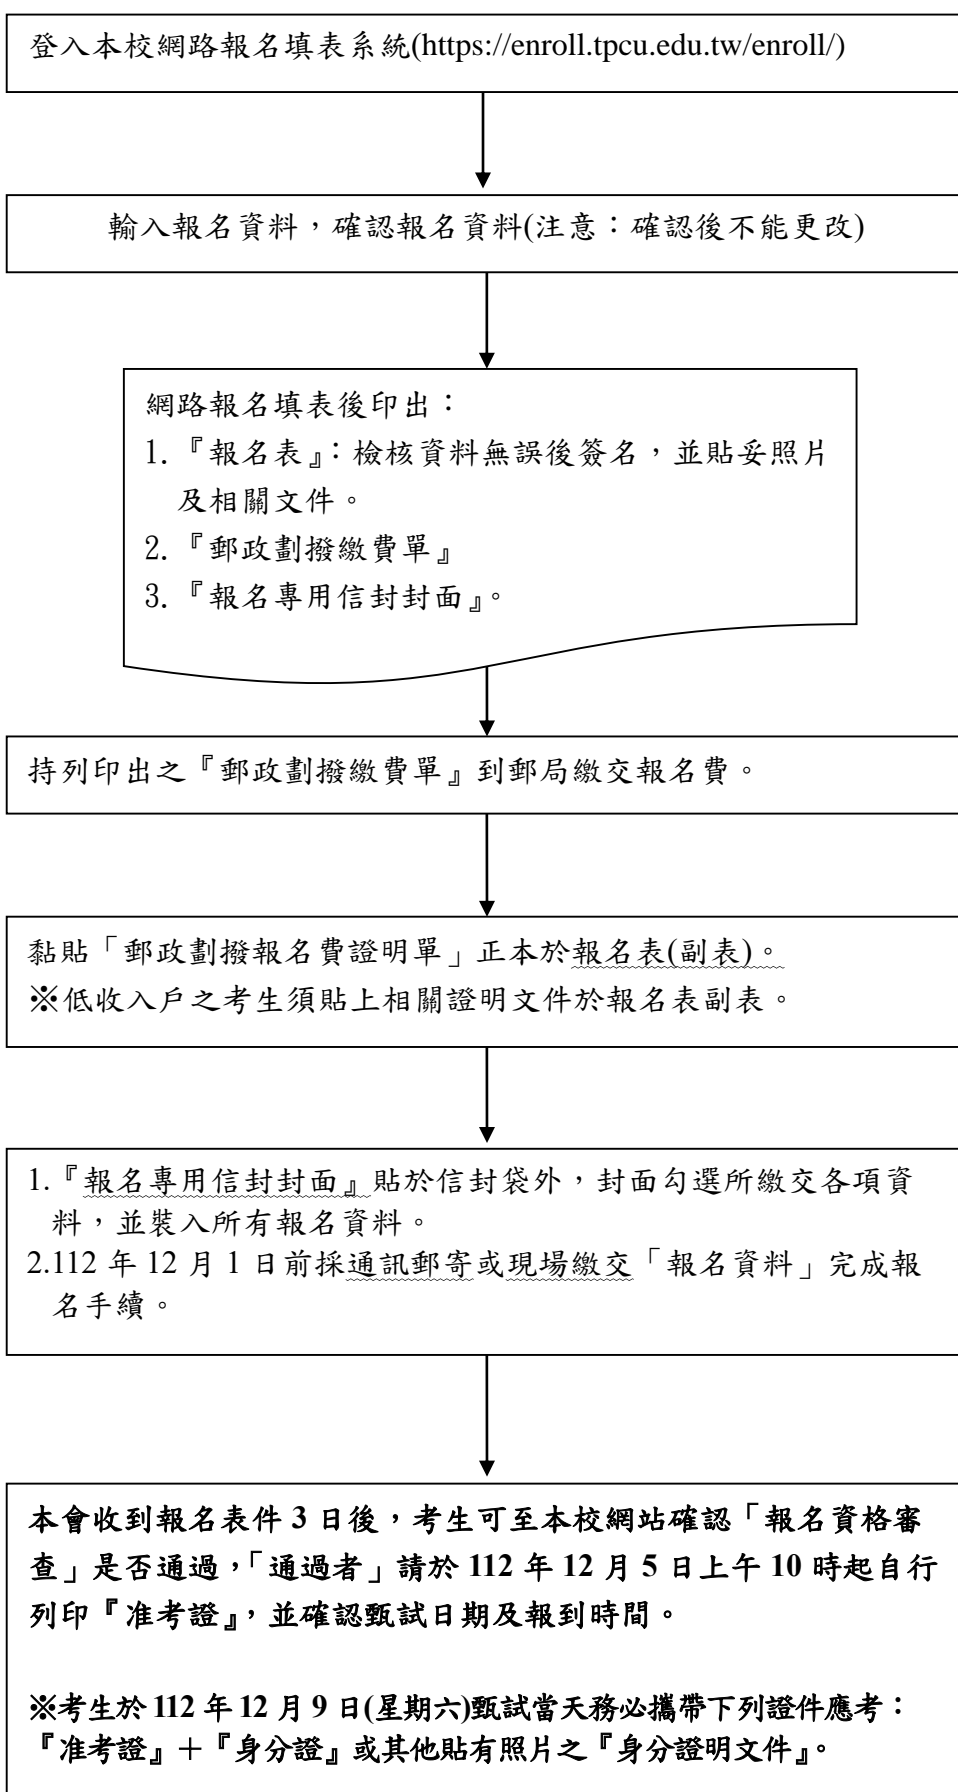 登入本校網路報名填表系統(https://enroll.tpcu.edu.tw/enroll/)
輸入報名資料，確認報名資料(注意：確認後不能更改)
網路報名填表後印出：
1.『報名表』：檢核資料無誤後簽名，並貼妥照片
及相關文件。
2.『郵政劃撥繳費單』
3.『報名專用信封封面』。
持列印出之『郵政劃撥繳費單』到郵局繳交報名費。
黏貼「郵政劃撥報名費證明單」正本於報名表(副表)。
※低收入戶之考生須貼上相關證明文件於報名表副表。
1.『報名專用信封封面』貼於信封袋外，封面勾選所繳交各項資
料，並裝入所有報名資料。
2.112 年 12 月 1 日前採通訊郵寄或現場繳交「報名資料」完成報
名手續。
本會收到報名表件 3 日後，考生可至本校網站確認「報名資格審
查」是否通過，「通過者」請於 112 年 12 月 5 日上午 10 時起自行
列印『准考證』，並確認甄試日期及報到時間。
※考生於 112 年 12 月 9 日(星期六)甄試當天務必攜帶下列證件應考：
『准考證』＋『身分證』或其他貼有照片之『身分證明文件』。